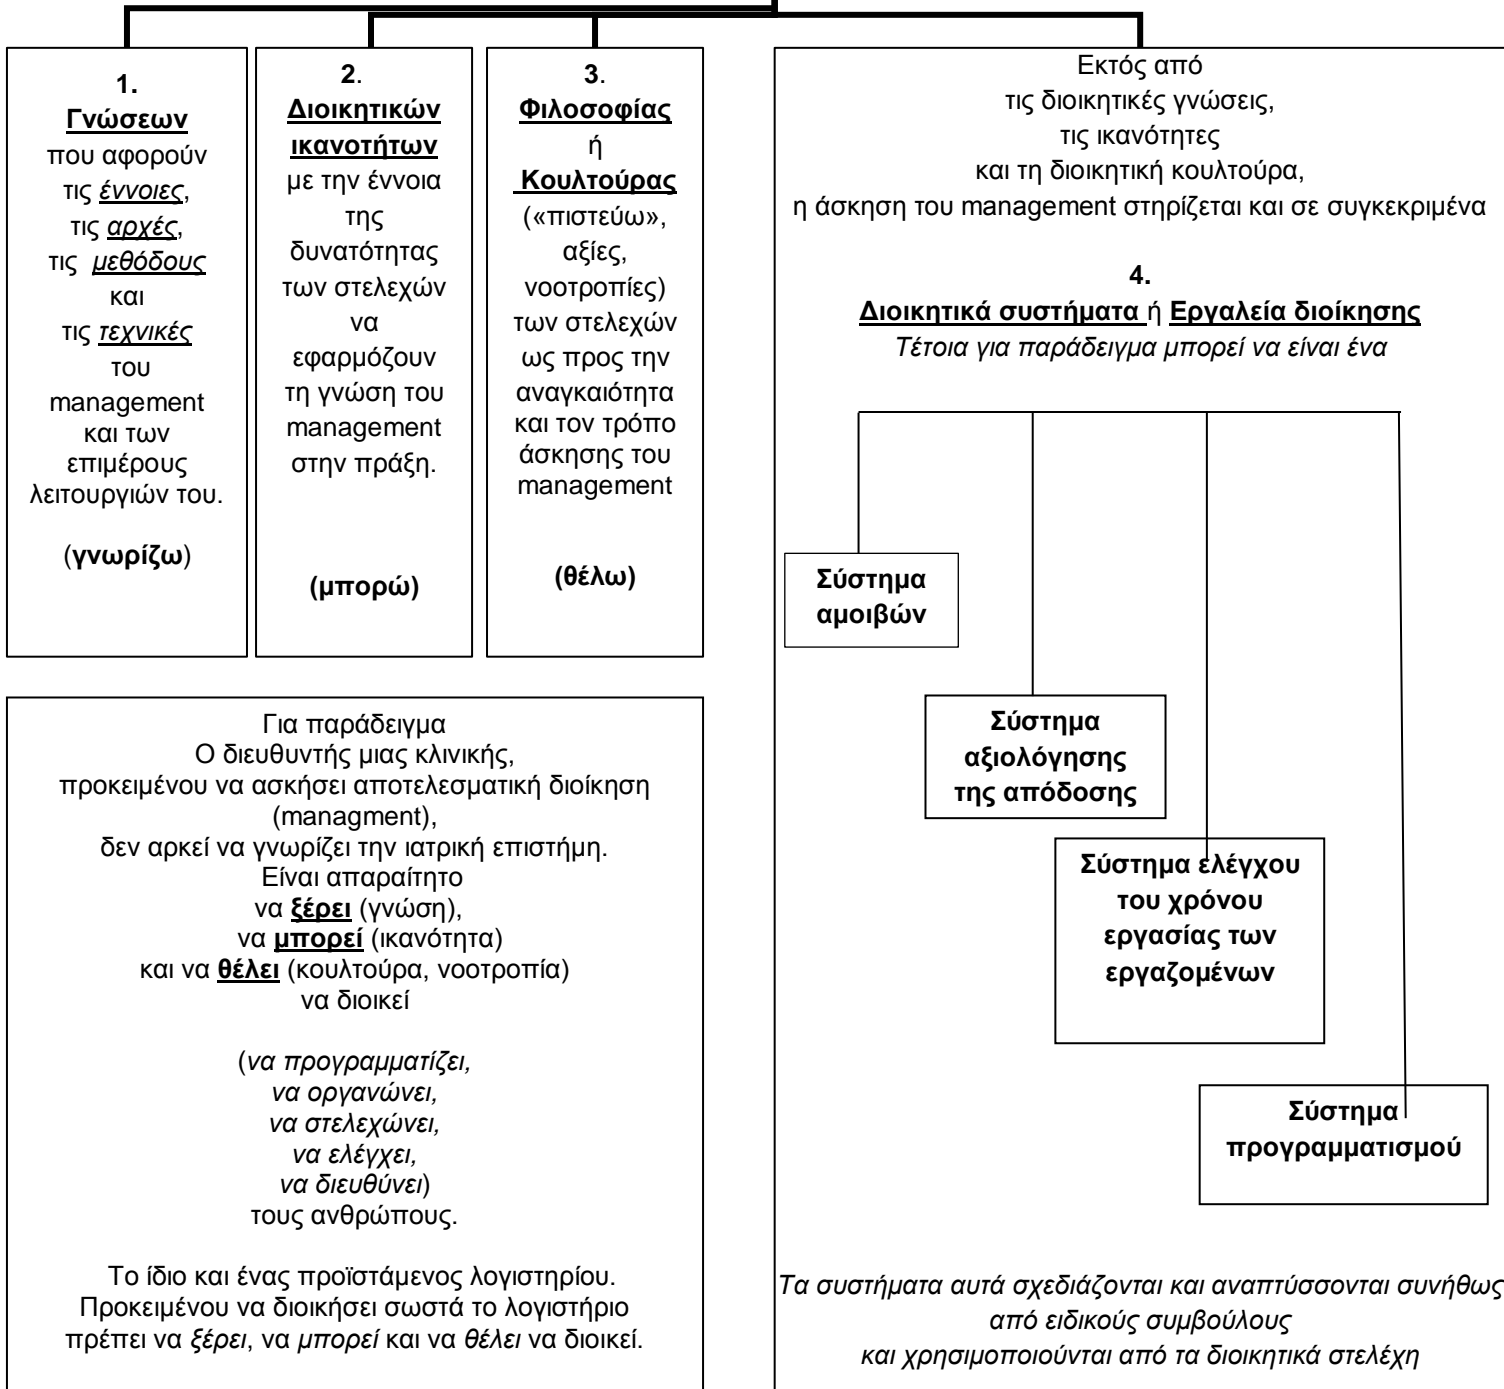 1.
Γνώσεων
που αφορούν
τις έννοιες,
τις αρχές,
τις μεθόδους
και
τις τεχνικές
του
management
και των
επιμέρους
λειτουργιών του.
(γνωρίζω)
2.
Διοικητικών
ικανοτήτων
με την έννοια
της
δυνατότητας
των στελεχών
να
εφαρμόζουν
τη γνώση του
management
στην πράξη.
(μπορώ)
3.
Φιλοσοφίας
ή
Κουλτούρας
(«πιστεύω»,
αξίες,
νοοτροπίες)
των στελεχών
ως προς την
αναγκαιότητα
και τον τρόπο
άσκησης του
management
(θέλω)
Εκτός από
τις διοικητικές γνώσεις,
τις ικανότητες
και τη διοικητική κουλτούρα,
η άσκηση του management στηρίζεται και σε συγκεκριμένα
4.
Διοικητικά συστήματα ή Εργαλεία διοίκησης
Τέτοια για παράδειγμα μπορεί να είναι ένα
Σύστημα
αμοιβών
Σύστημα
αξιολόγησης
της απόδοσης
Σύστημα ελέγχου
του χρόνου
εργασίας των
εργαζομένων
Σύστημα
προγραμματισμού
Τα συστήματα αυτά σχεδιάζονται και αναπτύσσονται συνήθως
από ειδικούς συμβούλους
και χρησιμοποιούνται από τα διοικητικά στελέχη
Για παράδειγμα
Ο διευθυντής μιας κλινικής,
προκειμένου να ασκήσει αποτελεσματική διοίκηση
(managment),
δεν αρκεί να γνωρίζει την ιατρική επιστήμη.
Είναι απαραίτητο
να ξέρει (γνώση),
να μπορεί (ικανότητα)
και να θέλει (κουλτούρα, νοοτροπία)
να διοικεί
(να προγραμματίζει,
να οργανώνει,
να στελεχώνει,
να ελέγχει,
να διευθύνει)
τους ανθρώπους.
Το ίδιο και ένας προϊστάμενος λογιστηρίου.
Προκειμένου να διοικήσει σωστά το λογιστήριο
πρέπει να ξέρει, να μπορεί και να θέλει να διοικεί.